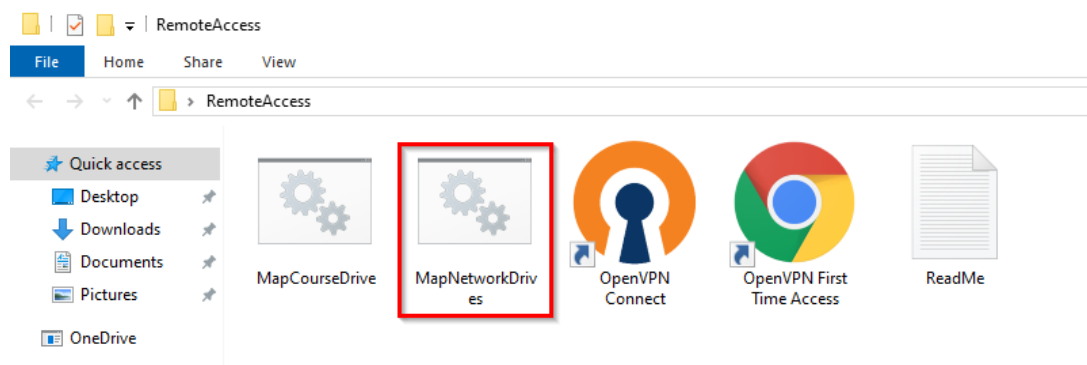 RemoteAccess
File Home Share View
RemoteAccess
Quick access
Desktop
Downloads
Documents
Pictures
OneDrive
MapCourseDrive
MapNetworkDriv
es
OpenVPN
Connect
OpenVPN First
Time Access
ReadMe